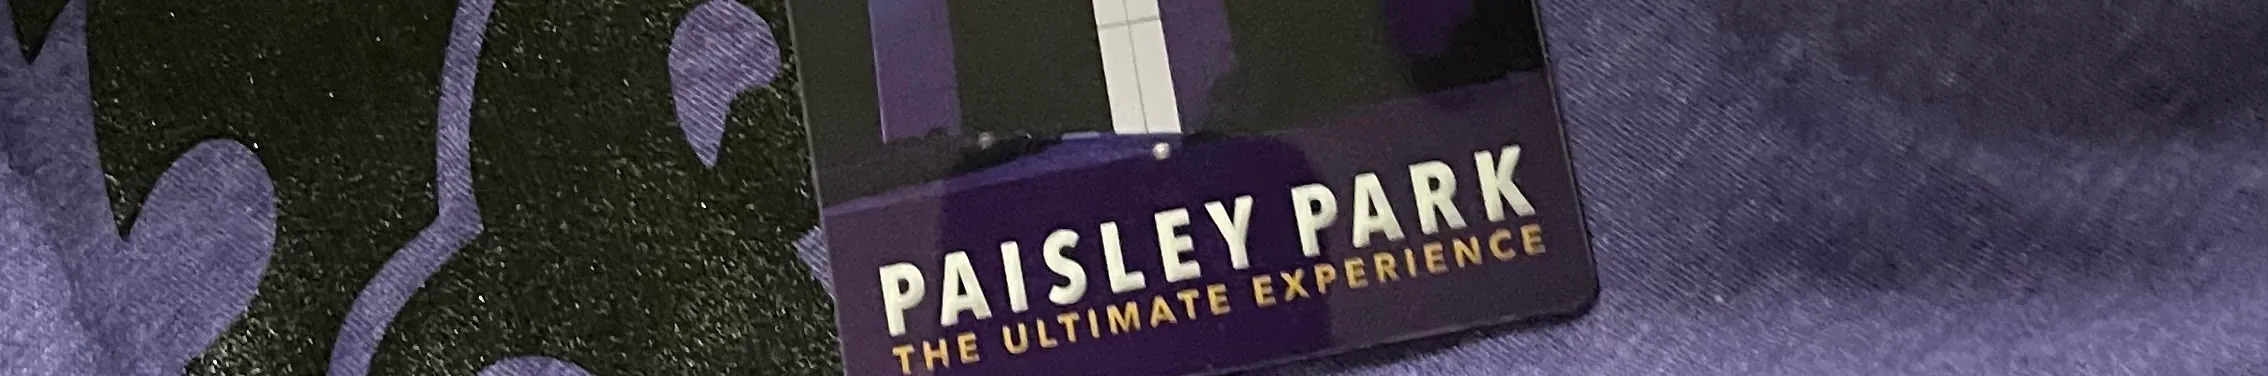 PAISLEY PARK
THE ULTIMATE EXPERIENCE